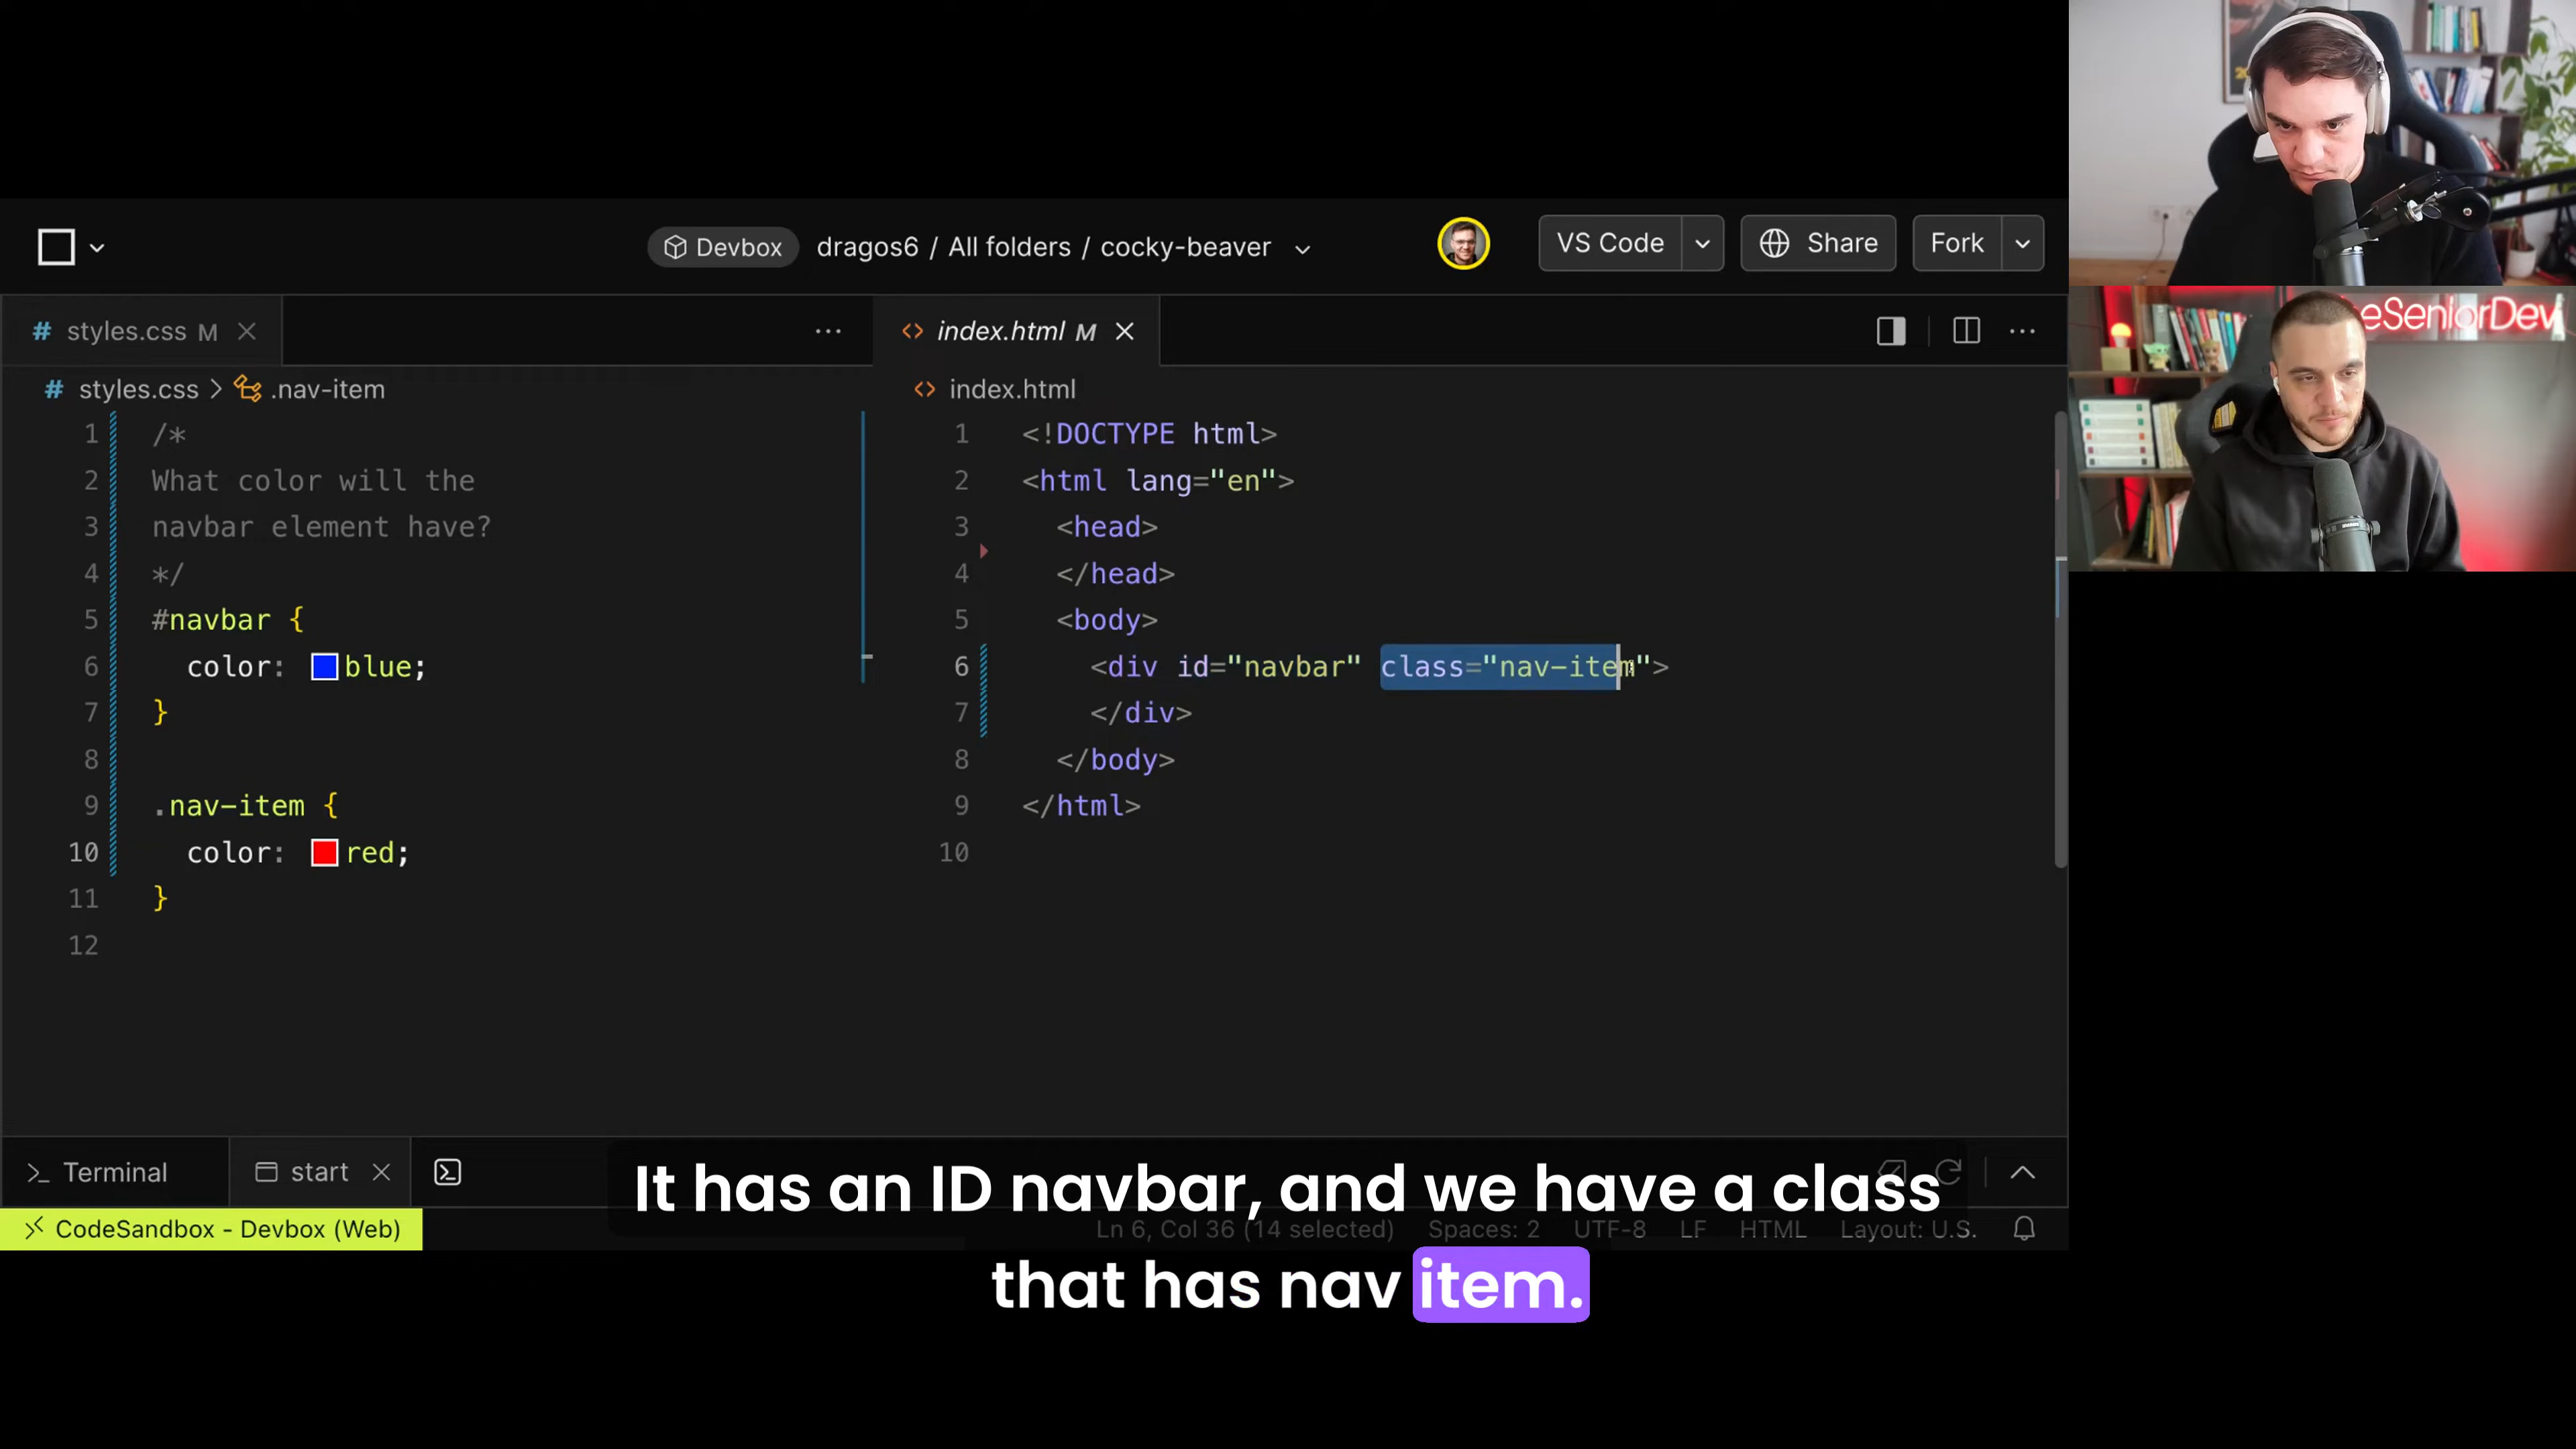 Devbox dragos6 / All folders / cocky-beaver
VS Code Share Fork
# styles.css M
# styles.css > .nav-item
1 /*
2 What color will the
3 navbar element have?
4 */
5 #navbar {
6 color: blue;
7 }
8
9 .nav-item {
10 color: red;
11 }
12
<> index.html M
<> index.html
1 <!DOCTYPE html>
2 <html lang="en">
3 <head>
4 </head>
5 <body>
6 <div id="navbar" class="nav-item">
7 </div>
8 </body>
9 </html>
10
eSeniorDev
Terminal start
CodeSandbox - Devbox (Web)
Ln 6, Col 36 (14 selected) Spaces: 2 UTF-8 LF HTML Layout: U.S.
It has an ID navbar, and we have a class
that has nav item.